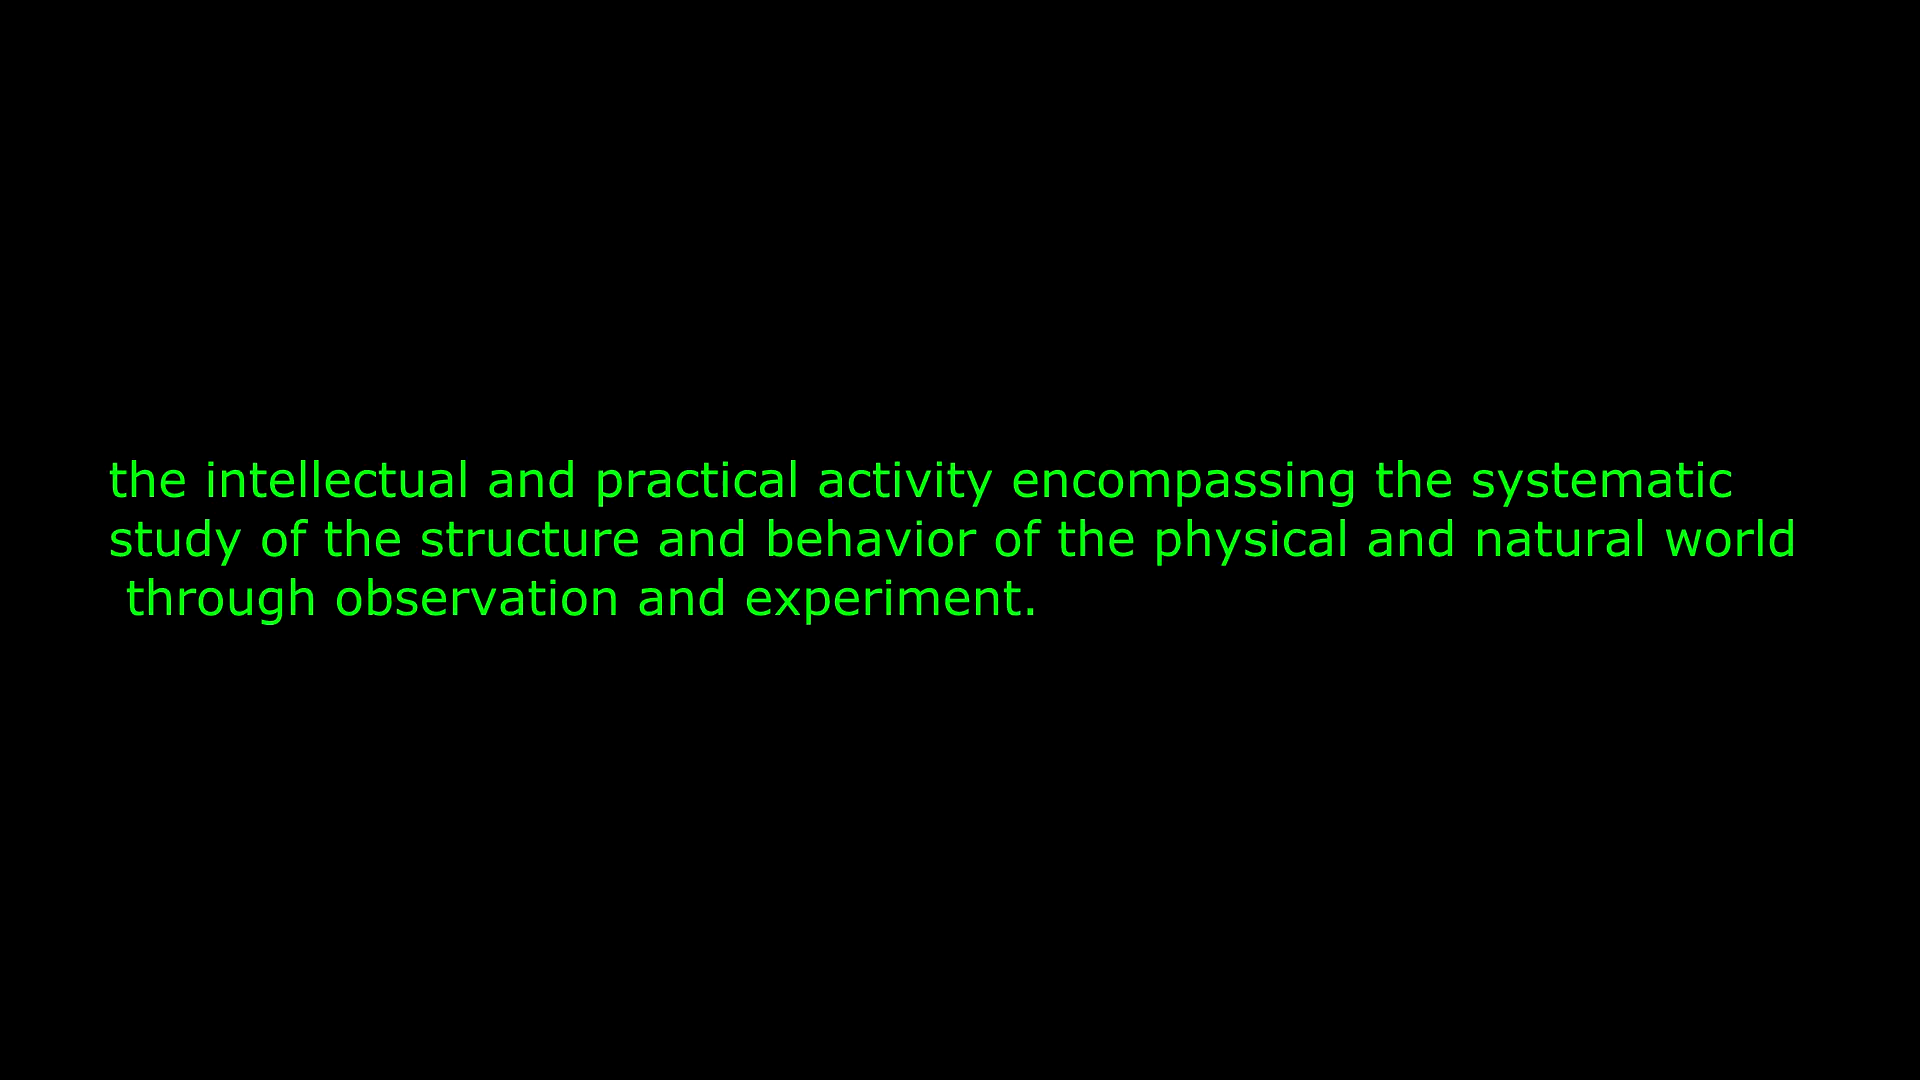 the intellectual and practical activity encompassing the systematic
study of the structure and behavior of the physical and natural world
through observation and experiment.